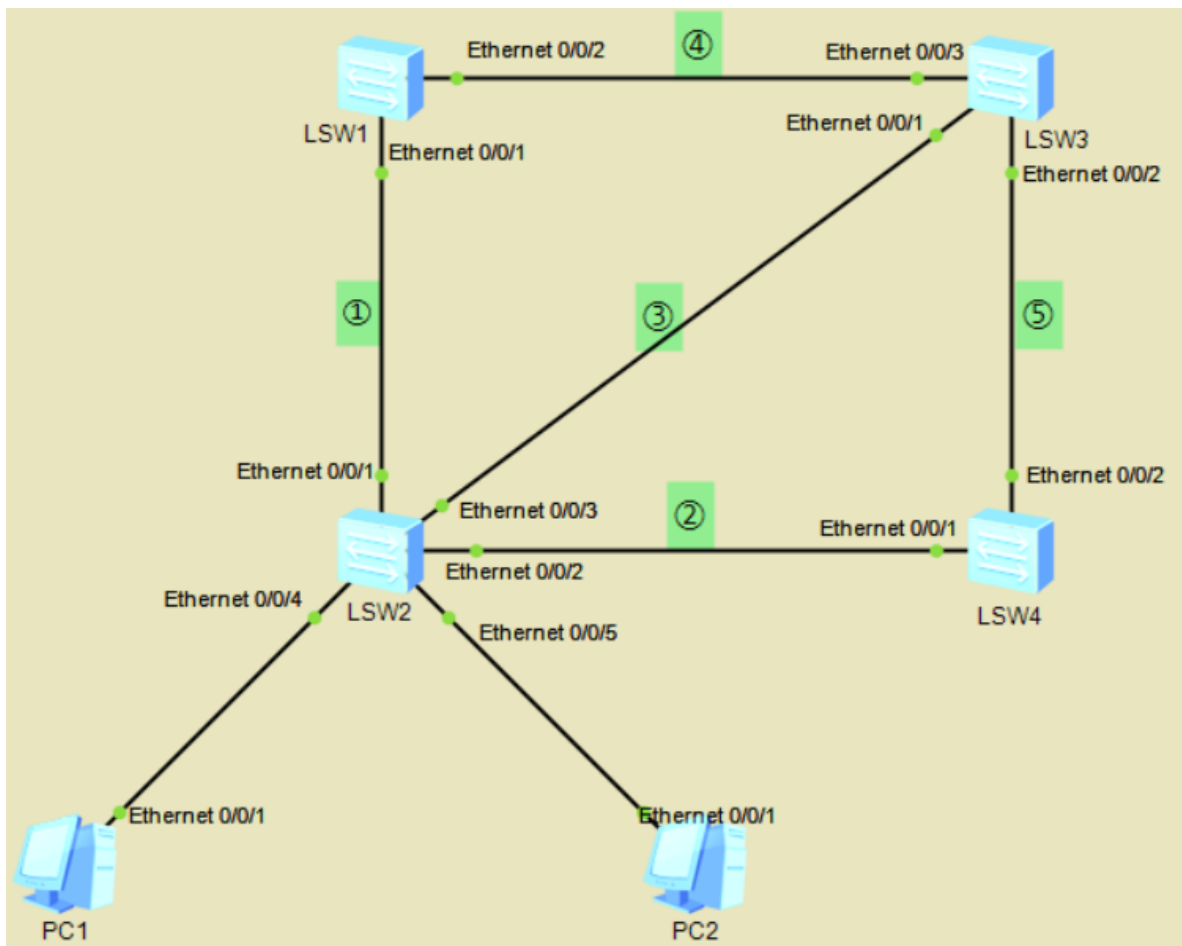 Ethernet 0/0/2
④
Ethernet 0/0/3
LSW1
Ethernet 0/0/1
LSW3
Ethernet 0/0/1
Ethernet 0/0/2
①
③
⑤
Ethernet 0/0/1
Ethernet 0/0/3
②
Ethernet 0/0/1
Ethernet 0/0/2
Ethernet 0/0/2
Ethernet 0/0/4
LSW2
LSW4
Ethernet 0/0/5
Ethernet 0/0/1
Ethernet 0/0/1
PC1
PC2